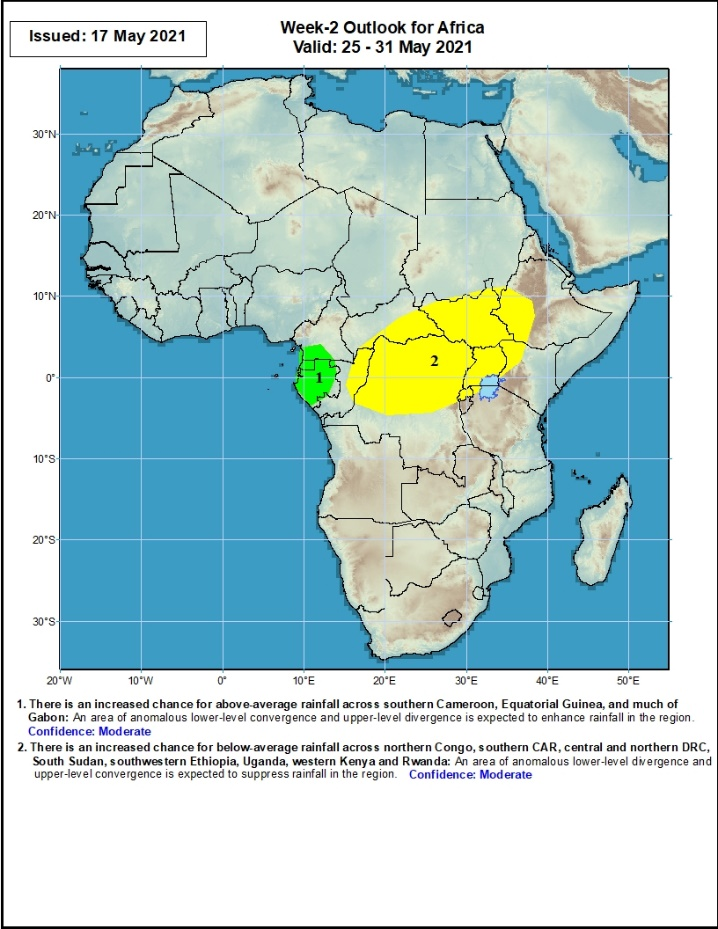 Issued: 17 May 2021
Week-2 Outlook for Africa
Valid: 25 - 31 May 2021
30°N
20°N
10°N
0°
10°S
20°S
30°S
1
2
20°W 10°W 0° 10°E 20°E 30°E 40°E 50°E
1. There is an increased chance for above-average rainfall across southern Cameroon, Equatorial Guinea, and much of
Gabon: An area of anomalous lower-level convergence and upper-level divergence is expected to enhance rainfall in the region.
Confidence: Moderate
2. There is an increased chance for below-average rainfall across northern Congo, southern CAR, central and northern DRC,
South Sudan, southwestern Ethiopia, Uganda, western Kenya and Rwanda: An area of anomalous lower-level divergence and
upper-level convergence is expected to suppress rainfall in the region. Confidence: Moderate